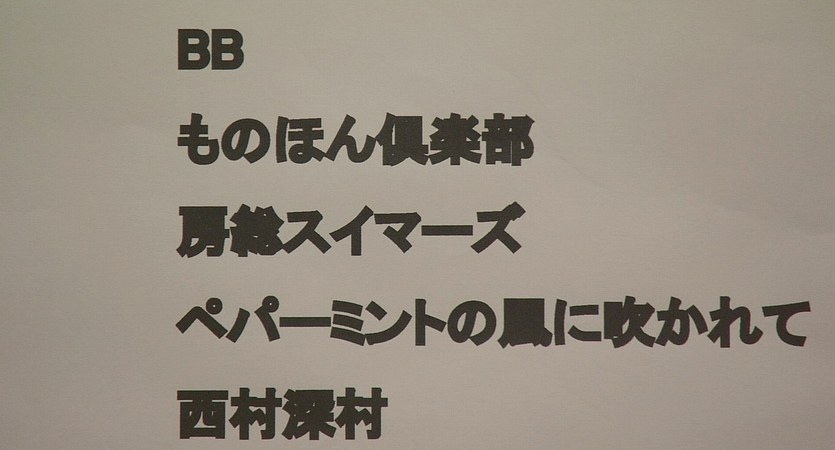 BB
ものほん倶楽部
房総スイマーズ
ペパーミントの風に吹かれて
西村深村